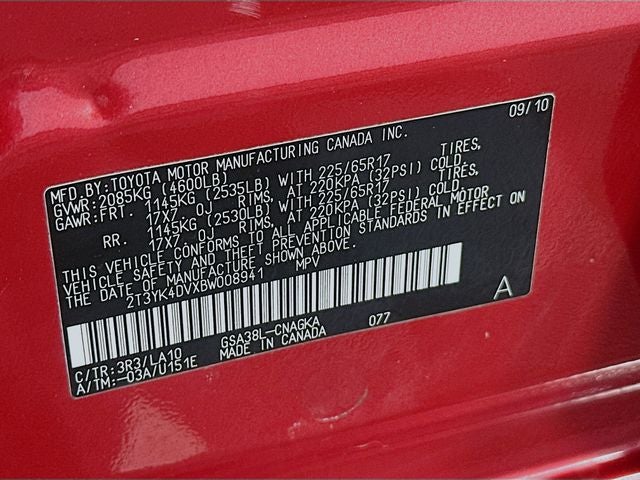 09/10
MFD. BY: TOYOTA MOTOR MANUFACTURING CANADA INC.
GVWR: 2085KG (4600LB)
GAWR: FRT. 1145KG (2535LB) WITH 225/65R17 TIRES,
17X7 0J RIMS, AT 220KPA (32PSI) COLD.
RR. 1145KG (2530LB) WITH 225/65R17 TIRES,
17X7 0J RIMS, AT 220KPA (32PSI) COLD.
THIS VEHICLE CONFORMS TO ALL APPLICABLE FEDERAL MOTOR
VEHICLE SAFETY AND THEFT PREVENTION STANDARDS IN EFFECT ON
THE DATE OF MANUFACTURE SHOWN ABOVE.
2T3YK4DVXBW008941 MPV
A
C/TR: 3R3/LA10 GSA38L-CNAGKA 077
A/TM: -03A/U151E MADE IN CANADA